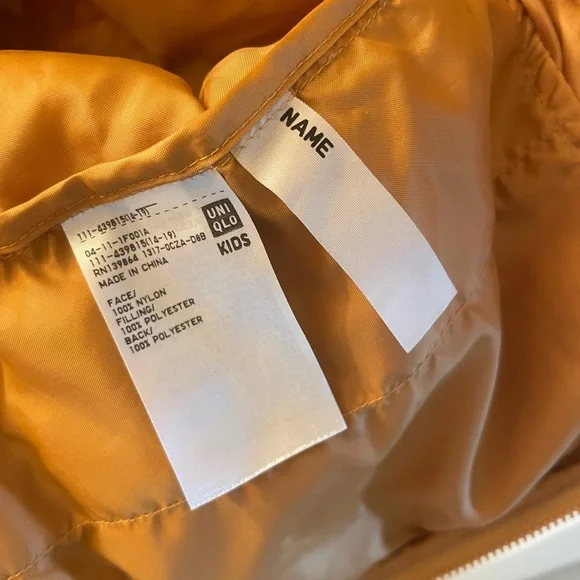 111-439815(14-19)
04-11-1F001A
111-439815(14-19)
RN139864 1317-0CZA-D8B
MADE IN CHINA
UNI
QLO
KIDS
FACE/
100% NYLON
FILLING/
100% POLYESTER
BACK/
100% POLYESTER
NAME